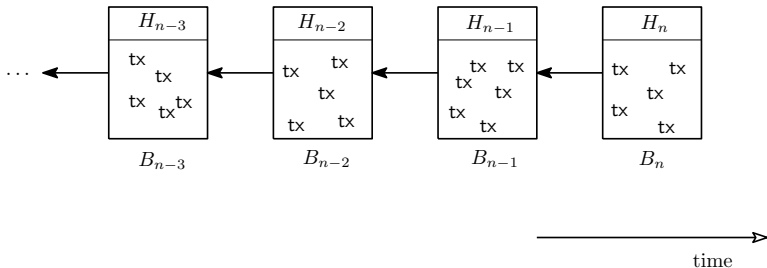 H_{n-3} H_{n-2} H_{n-1} H_n
tx tx tx tx tx tx
... tx tx tx tx
tx tx tx tx
tx tx tx tx tx
tx tx tx tx
B_{n-3} B_{n-2} B_{n-1} B_n
time